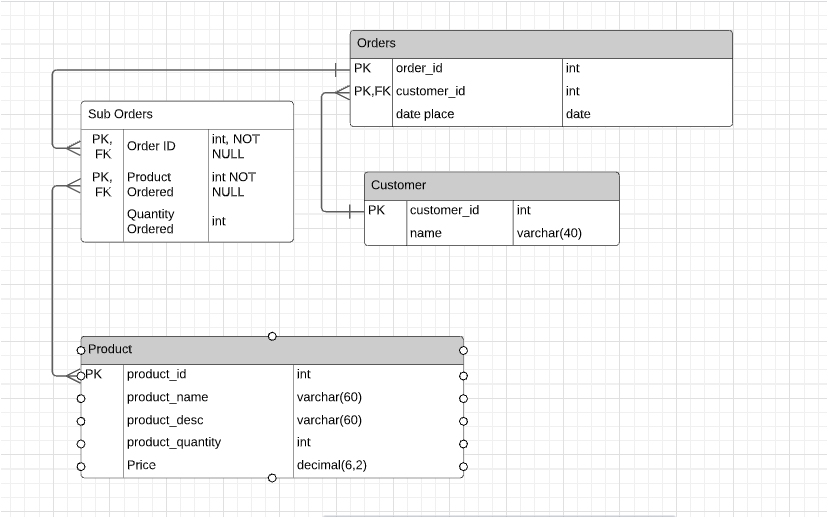 Orders
PK order_id int
PK,FK customer_id int
date place date
Sub Orders
PK, FK Order ID int, NOT NULL
PK, FK Product Ordered int NOT NULL
Quantity Ordered int
Customer
PK customer_id int
name varchar(40)
Product
PK product_id int
product_name varchar(60)
product_desc varchar(60)
product_quantity int
Price decimal(6,2)